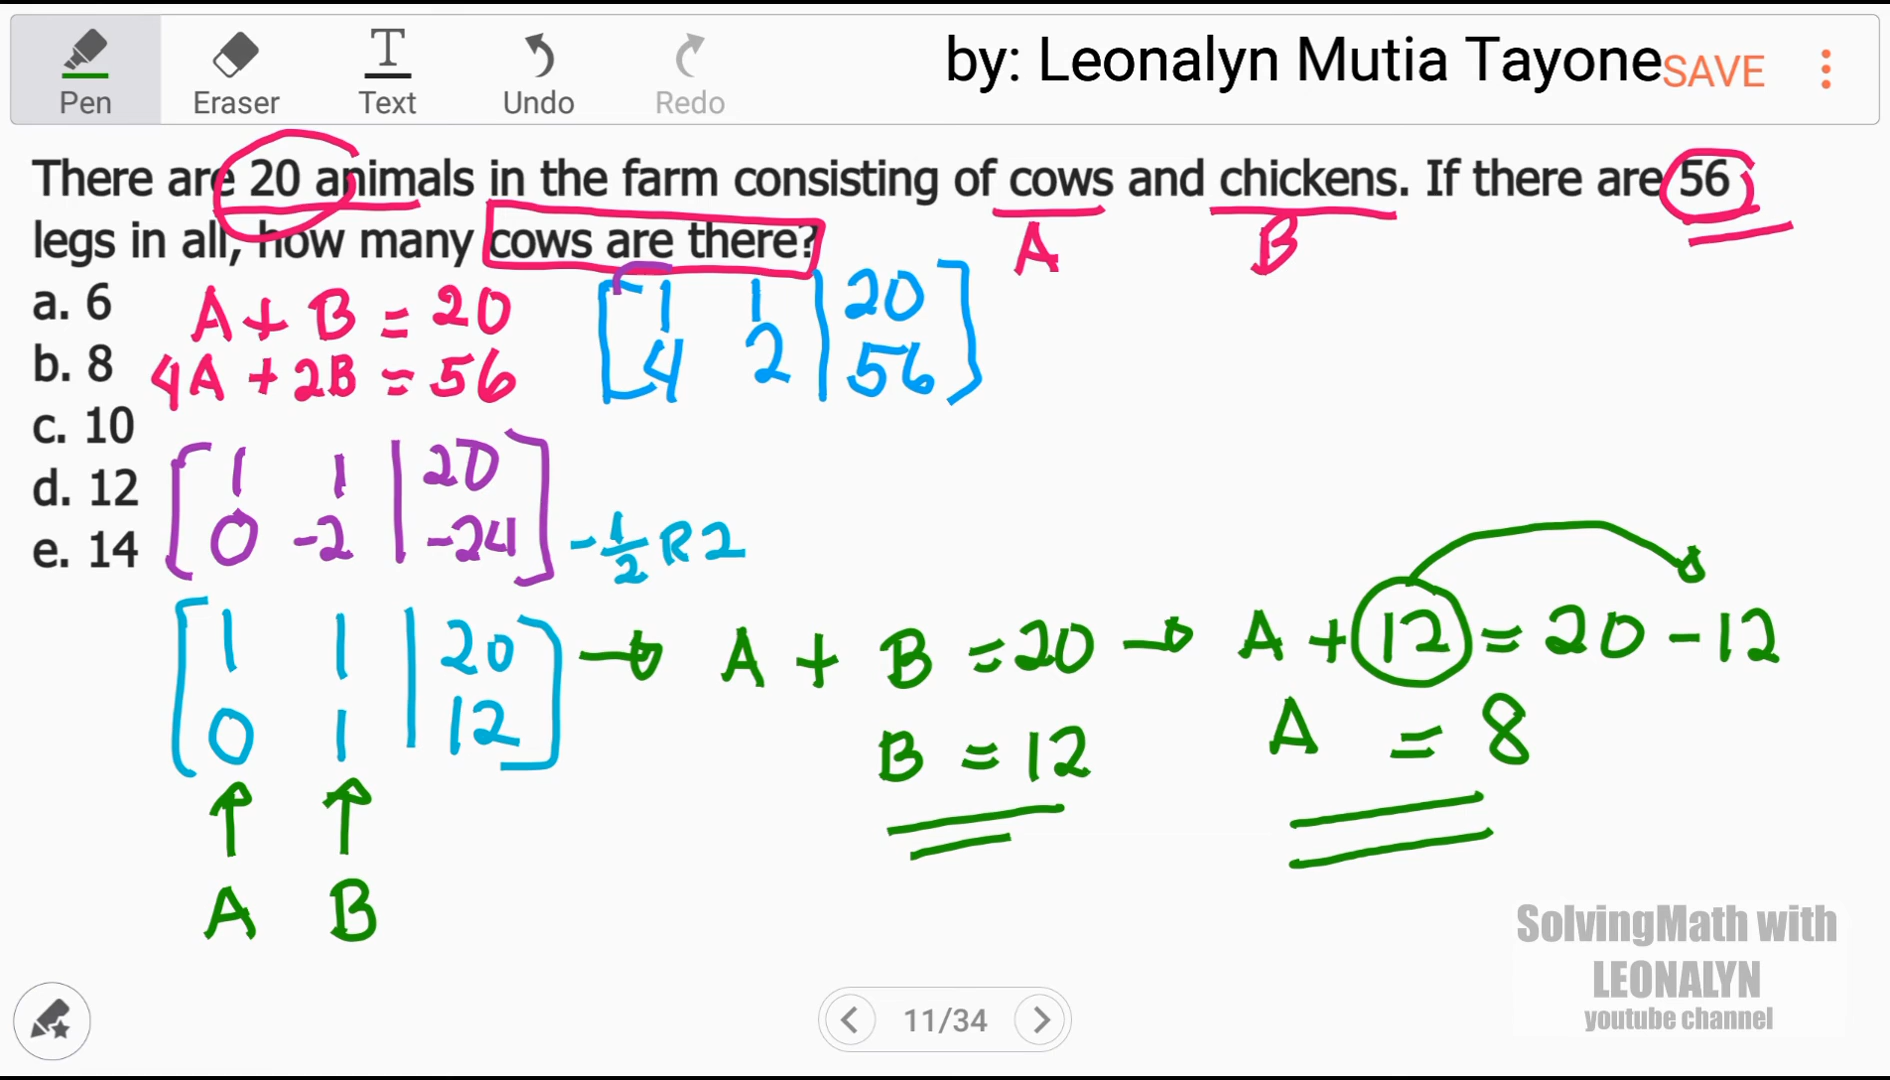 Pen Eraser Text Undo Redo by: Leonalyn Mutia Tayone SAVE
There are 20 animals in the farm consisting of cows and chickens. If there are 56
legs in all, how many cows are there?
A B
a. 6
b. 8
c. 10
d. 12
e. 14
A + B = 20
4A + 2B = 56
1 1 | 20
4 2 | 56
1 1 | 20
0 -2 | -24 -1/2 R2
1 1 | 20 → A + B = 20 → A + 12 = 20 - 12
0 1 | 12 B = 12 A = 8
A B
SolvingMath with
LEONALYN
youtube channel
11/34